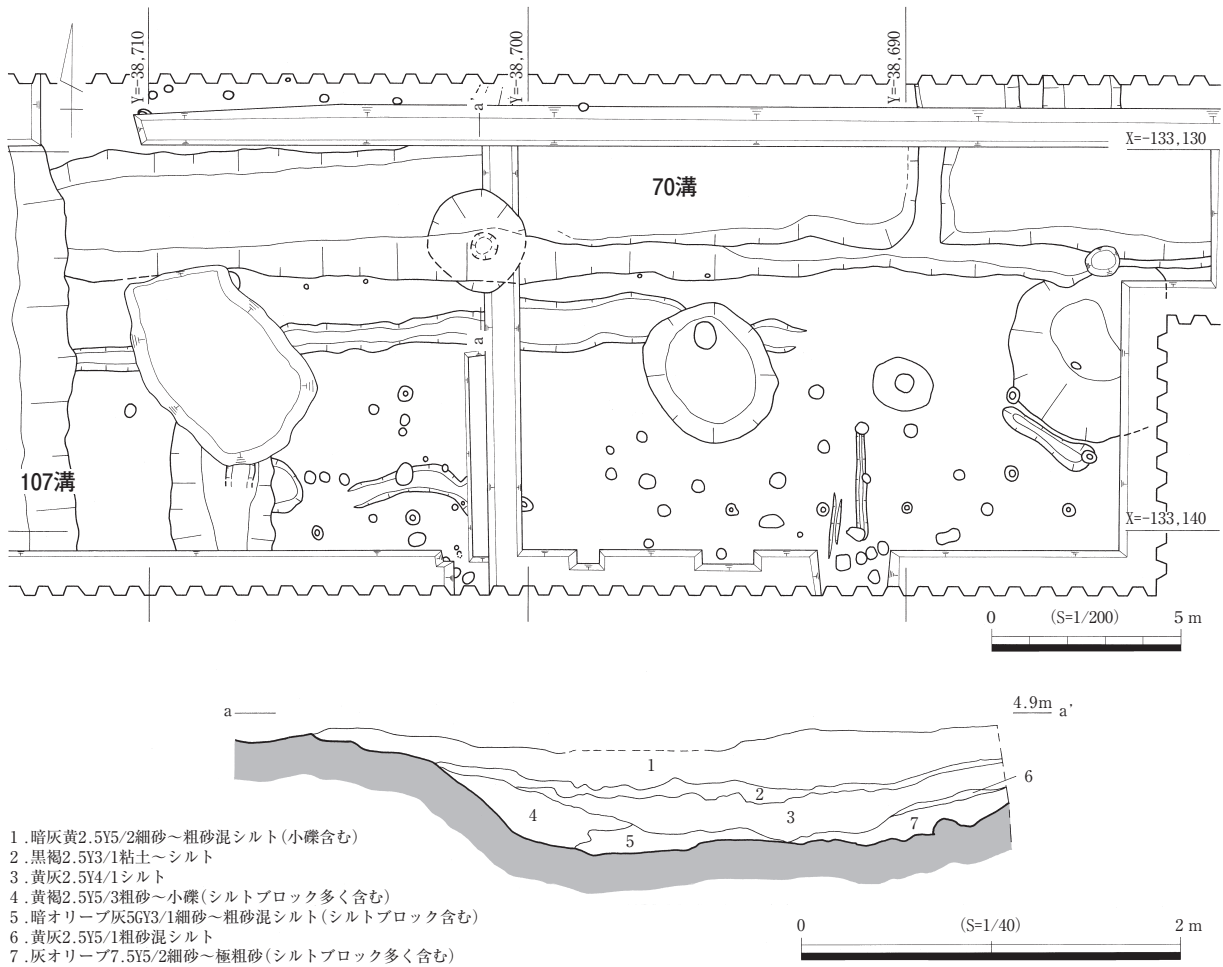 Y=-38,710
Y=-38,700
Y=-38,690
a'
X=-133,130
70溝
a
107溝
X=-133,140
0 (S=1/200) 5 m
a
4.9m a'
1
2
3
4
5
6
7
1.暗灰黄2.5Y5/2細砂～粗砂混シルト(小礫含む)
2.黒褐2.5Y3/1粘土～シルト
3.黄灰2.5Y4/1シルト
4.黄褐2.5Y5/3粗砂～小礫(シルトブロック多く含む)
5.暗オリーブ灰5GY3/1細砂～粗砂混シルト(シルトブロック含む)
6.黄灰2.5Y5/1粗砂混シルト
7.灰オリーブ7.5Y5/2細砂～極粗砂(シルトブロック多く含む)
0 (S=1/40) 2 m